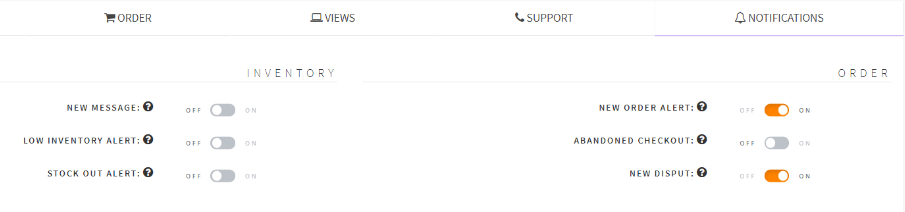 ORDER
VIEWS
SUPPORT
NOTIFICATIONS
INVENTORY
NEW MESSAGE: ?
OFF ON
LOW INVENTORY ALERT: ?
OFF ON
STOCK OUT ALERT: ?
OFF ON
ORDER
NEW ORDER ALERT: ?
OFF ON
ABANDONED CHECKOUT: ?
OFF ON
NEW DISPUT: ?
OFF ON